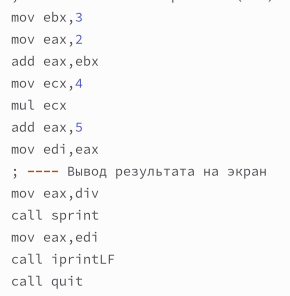 mov ebx,3
mov eax,2
add eax,ebx
mov ecx,4
mul ecx
add eax,5
mov edi,eax
; ---- Вывод результата на экран
mov eax,div
call sprint
mov eax,edi
call iprintLF
call quit